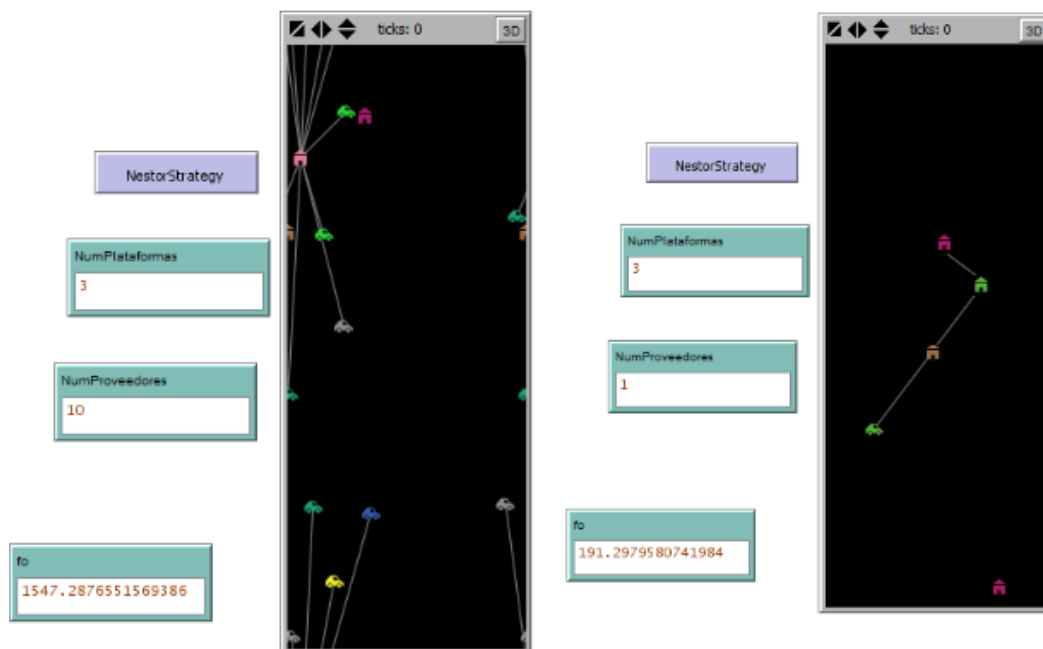 ticks: 0
3D
NestorStrategy
NumPlataformas
3
NumProveedores
10
fo
1547.2876551569386
ticks: 0
3D
NestorStrategy
NumPlataformas
3
NumProveedores
1
fo
191.2979580741984